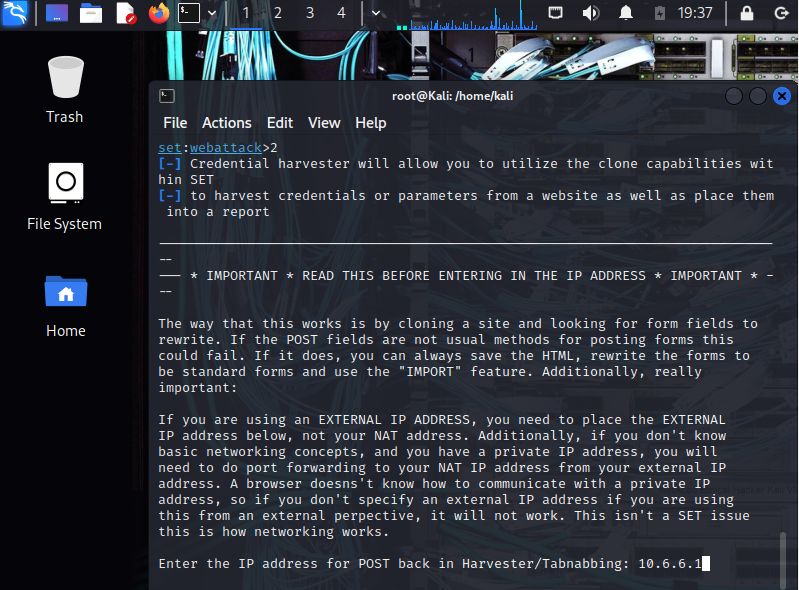 1 2 3 4 19:37
Trash
File System
Home
root@Kali: /home/kali
File Actions Edit View Help
set:webattack>2
[-] Credential harvester will allow you to utilize the clone capabilities wit
hin SET
[-] to harvest credentials or parameters from a website as well as place them
into a report
--
--- * IMPORTANT * READ THIS BEFORE ENTERING IN THE IP ADDRESS * IMPORTANT * -
--
The way that this works is by cloning a site and looking for form fields to
rewrite. If the POST fields are not usual methods for posting forms this
could fail. If it does, you can always save the HTML, rewrite the forms to
be standard forms and use the "IMPORT" feature. Additionally, really
important:
If you are using an EXTERNAL IP ADDRESS, you need to place the EXTERNAL
IP address below, not your NAT address. Additionally, if you don't know
basic networking concepts, and you have a private IP address, you will
need to do port forwarding to your NAT IP address from your external IP
address. A browser doesns't know how to communicate with a private IP
address, so if you don't specify an external IP address if you are using
this from an external perpective, it will not work. This isn't a SET issue
this is how networking works.
Enter the IP address for POST back in Harvester/Tabnabbing: 10.6.6.1